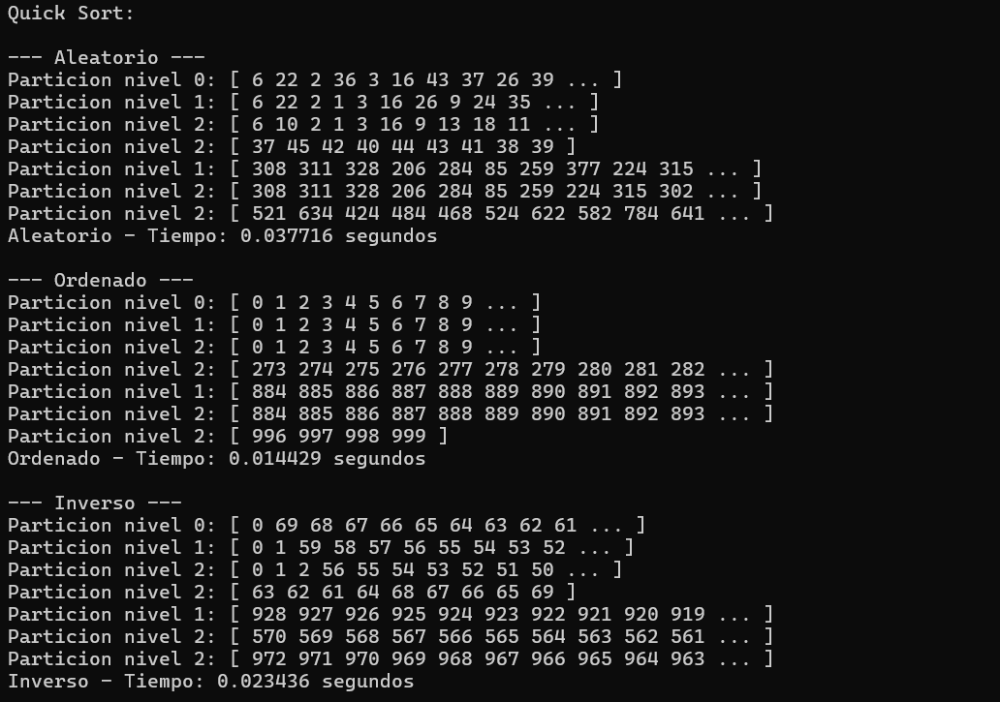 Quick Sort:
--- Aleatorio ---
Particion nivel 0: [ 6 22 2 36 3 16 43 37 26 39 ... ]
Particion nivel 1: [ 6 22 2 1 3 16 26 9 24 35 ... ]
Particion nivel 2: [ 6 10 2 1 3 16 9 13 18 11 ... ]
Particion nivel 2: [ 37 45 42 40 44 43 41 38 39 ]
Particion nivel 1: [ 308 311 328 206 284 85 259 377 224 315 ... ]
Particion nivel 2: [ 308 311 328 206 284 85 259 224 315 302 ... ]
Particion nivel 2: [ 521 634 424 484 468 524 622 582 784 641 ... ]
Aleatorio - Tiempo: 0.037716 segundos
--- Ordenado ---
Particion nivel 0: [ 0 1 2 3 4 5 6 7 8 9 ... ]
Particion nivel 1: [ 0 1 2 3 4 5 6 7 8 9 ... ]
Particion nivel 2: [ 0 1 2 3 4 5 6 7 8 9 ... ]
Particion nivel 2: [ 273 274 275 276 277 278 279 280 281 282 ... ]
Particion nivel 1: [ 884 885 886 887 888 889 890 891 892 893 ... ]
Particion nivel 2: [ 884 885 886 887 888 889 890 891 892 893 ... ]
Particion nivel 2: [ 996 997 998 999 ]
Ordenado - Tiempo: 0.014429 segundos
--- Inverso ---
Particion nivel 0: [ 0 69 68 67 66 65 64 63 62 61 ... ]
Particion nivel 1: [ 0 1 59 58 57 56 55 54 53 52 ... ]
Particion nivel 2: [ 0 1 2 56 55 54 53 52 51 50 ... ]
Particion nivel 2: [ 63 62 61 64 68 67 66 65 69 ]
Particion nivel 1: [ 928 927 926 925 924 923 922 921 920 919 ... ]
Particion nivel 2: [ 570 569 568 567 566 565 564 563 562 561 ... ]
Particion nivel 2: [ 972 971 970 969 968 967 966 965 964 963 ... ]
Inverso - Tiempo: 0.023436 segundos